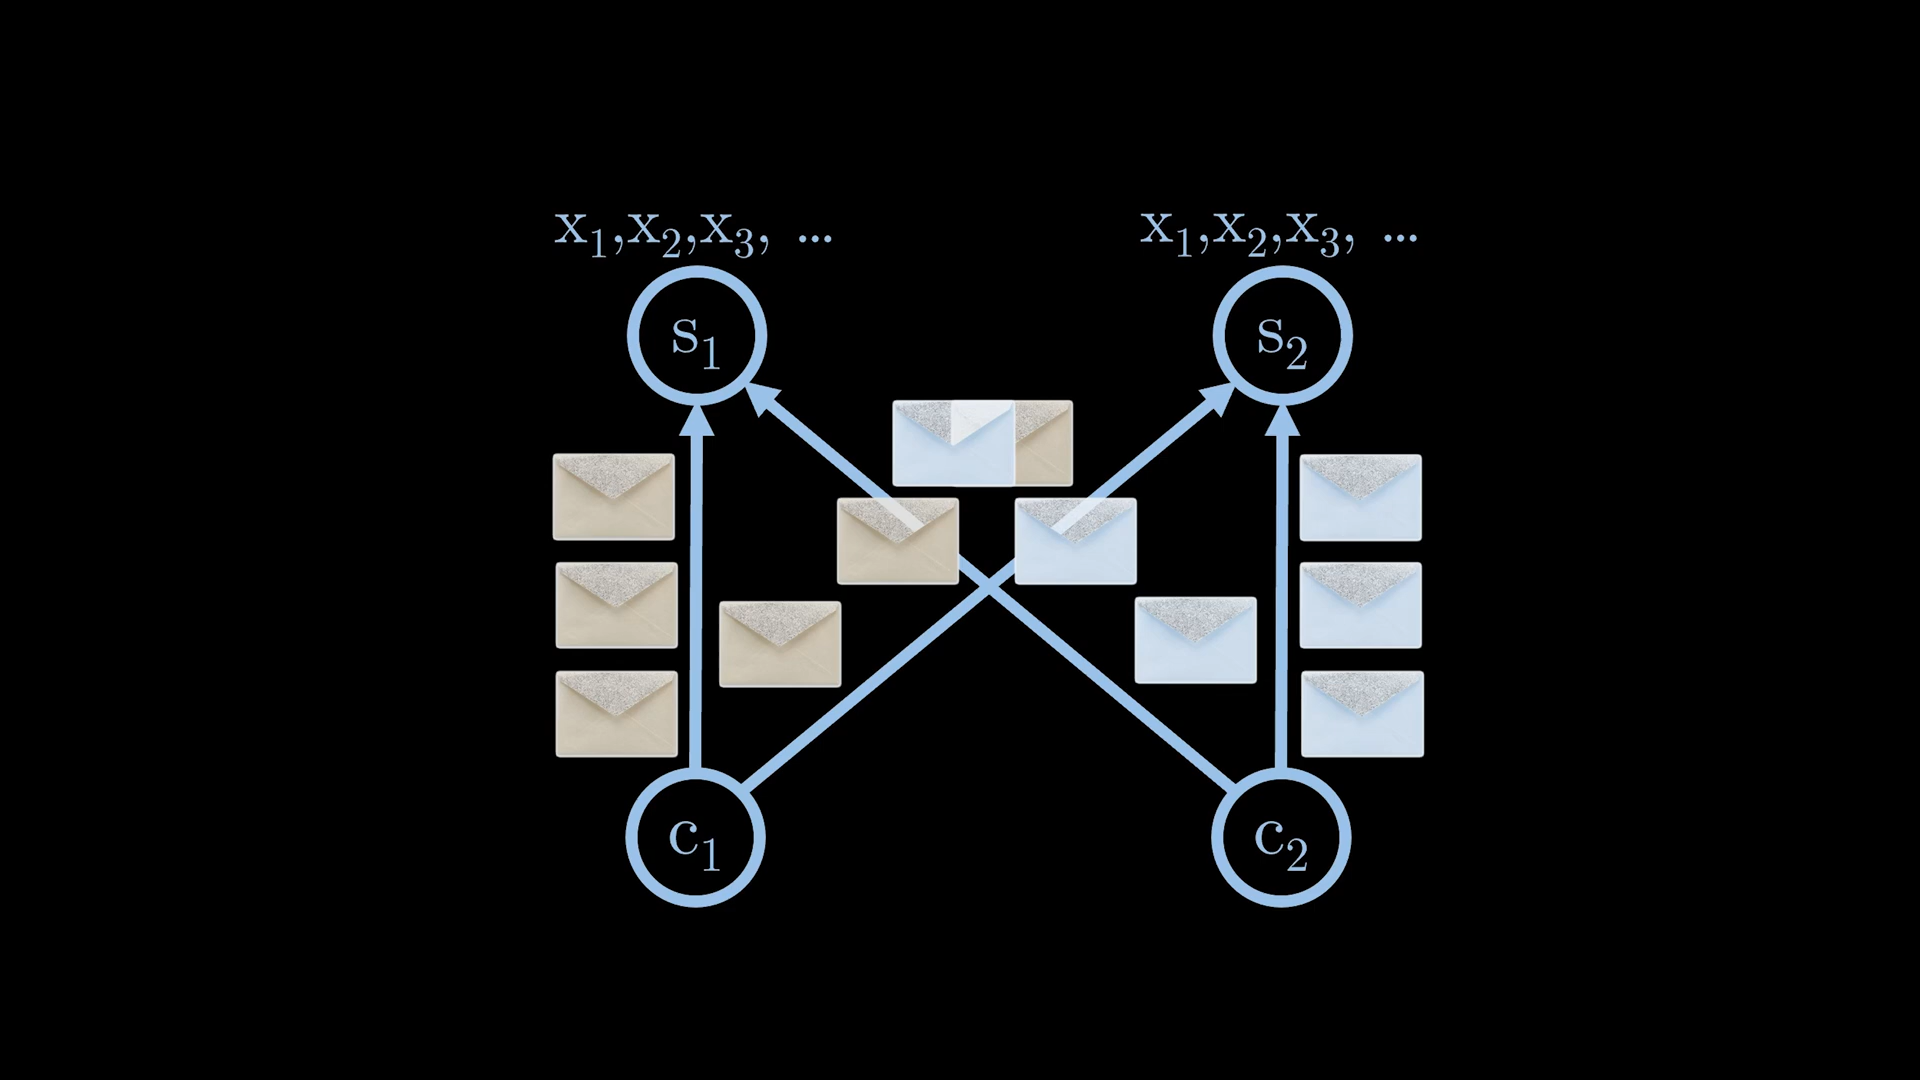 x₁,x₂,x₃, ... x₁,x₂,x₃, ...
s₁ s₂
c₁ c₂